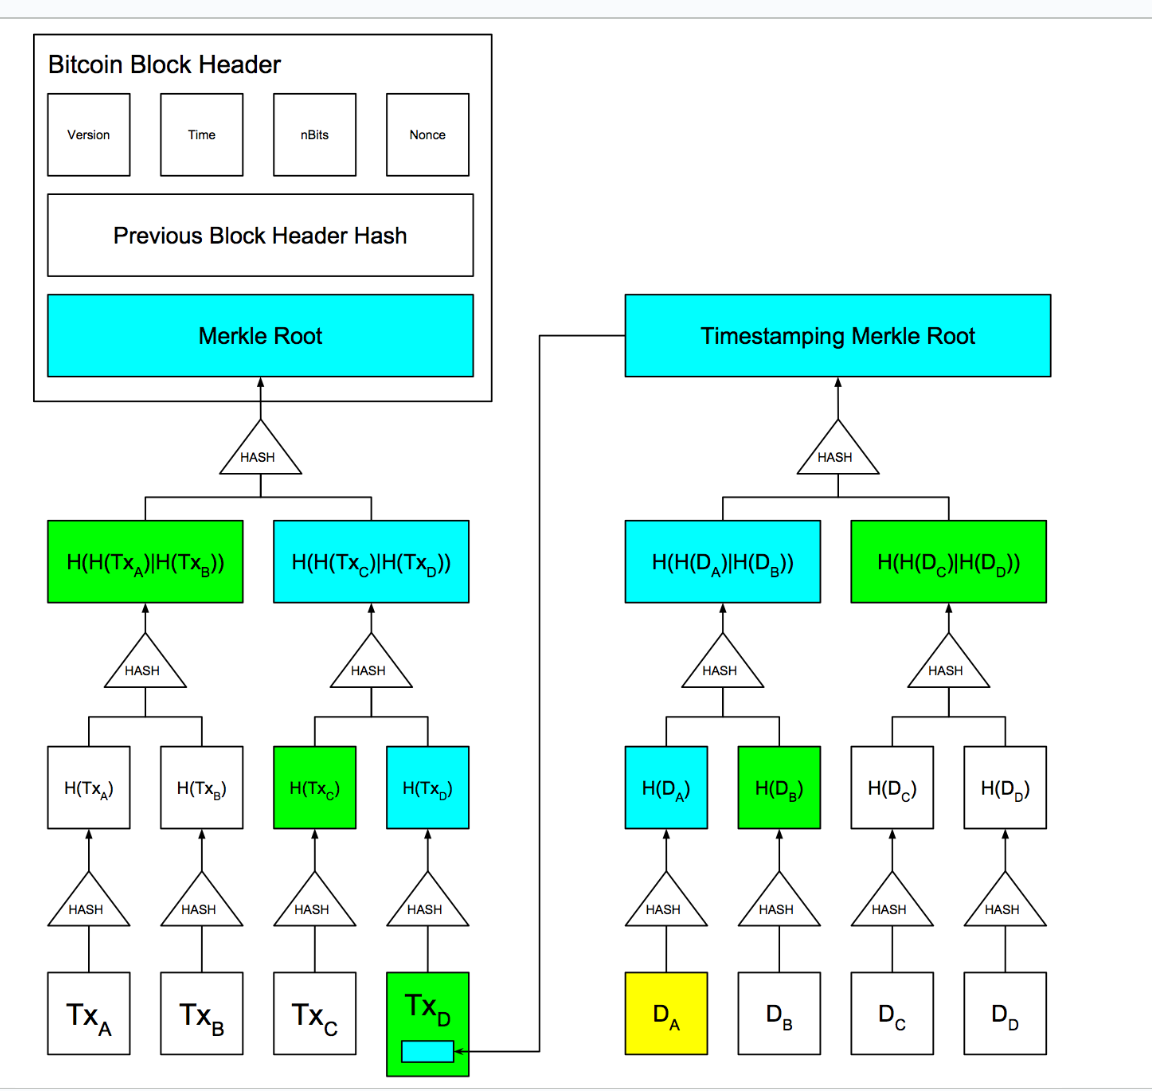 Bitcoin Block Header
Version Time nBits Nonce
Previous Block Header Hash
Merkle Root Timestamping Merkle Root
HASH HASH
H(H(Tx_A)|H(Tx_B)) H(H(Tx_C)|H(Tx_D)) H(H(D_A)|H(D_B)) H(H(D_C)|H(D_D))
HASH HASH HASH HASH
H(Tx_A) H(Tx_B) H(Tx_C) H(Tx_D) H(D_A) H(D_B) H(D_C) H(D_D)
HASH HASH HASH HASH HASH HASH HASH HASH
Tx_A Tx_B Tx_C Tx_D D_A D_B D_C D_D